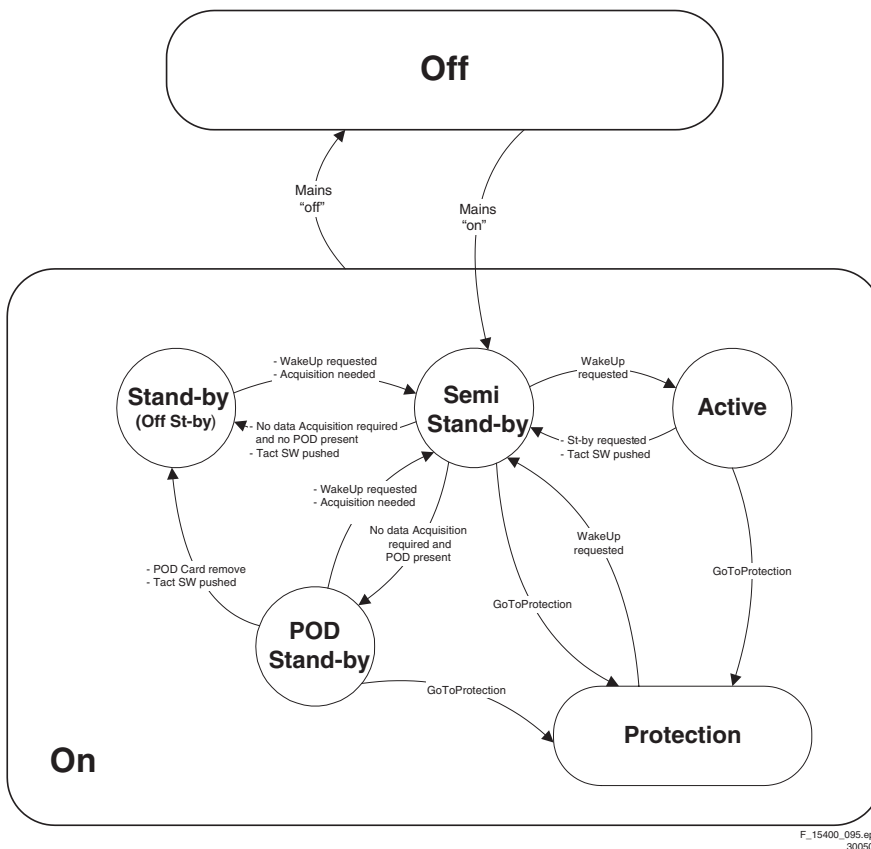 Off
Mains
“off”
Mains
“on”
- WakeUp requested
- Acquisition needed
WakeUp
requested
Stand-by
(Off St-by)
Semi
Stand-by
Active
- No data Acquisition required
and no POD present
- Tact SW pushed
- St-by requested
- Tact SW pushed
- WakeUp requested
- Acquisition needed
No data Acquisition
required and
POD present
WakeUp
requested
- POD Card remove
- Tact SW pushed
GoToProtection
GoToProtection
POD
Stand-by
GoToProtection
Protection
On
F_15400_095.ep
30050